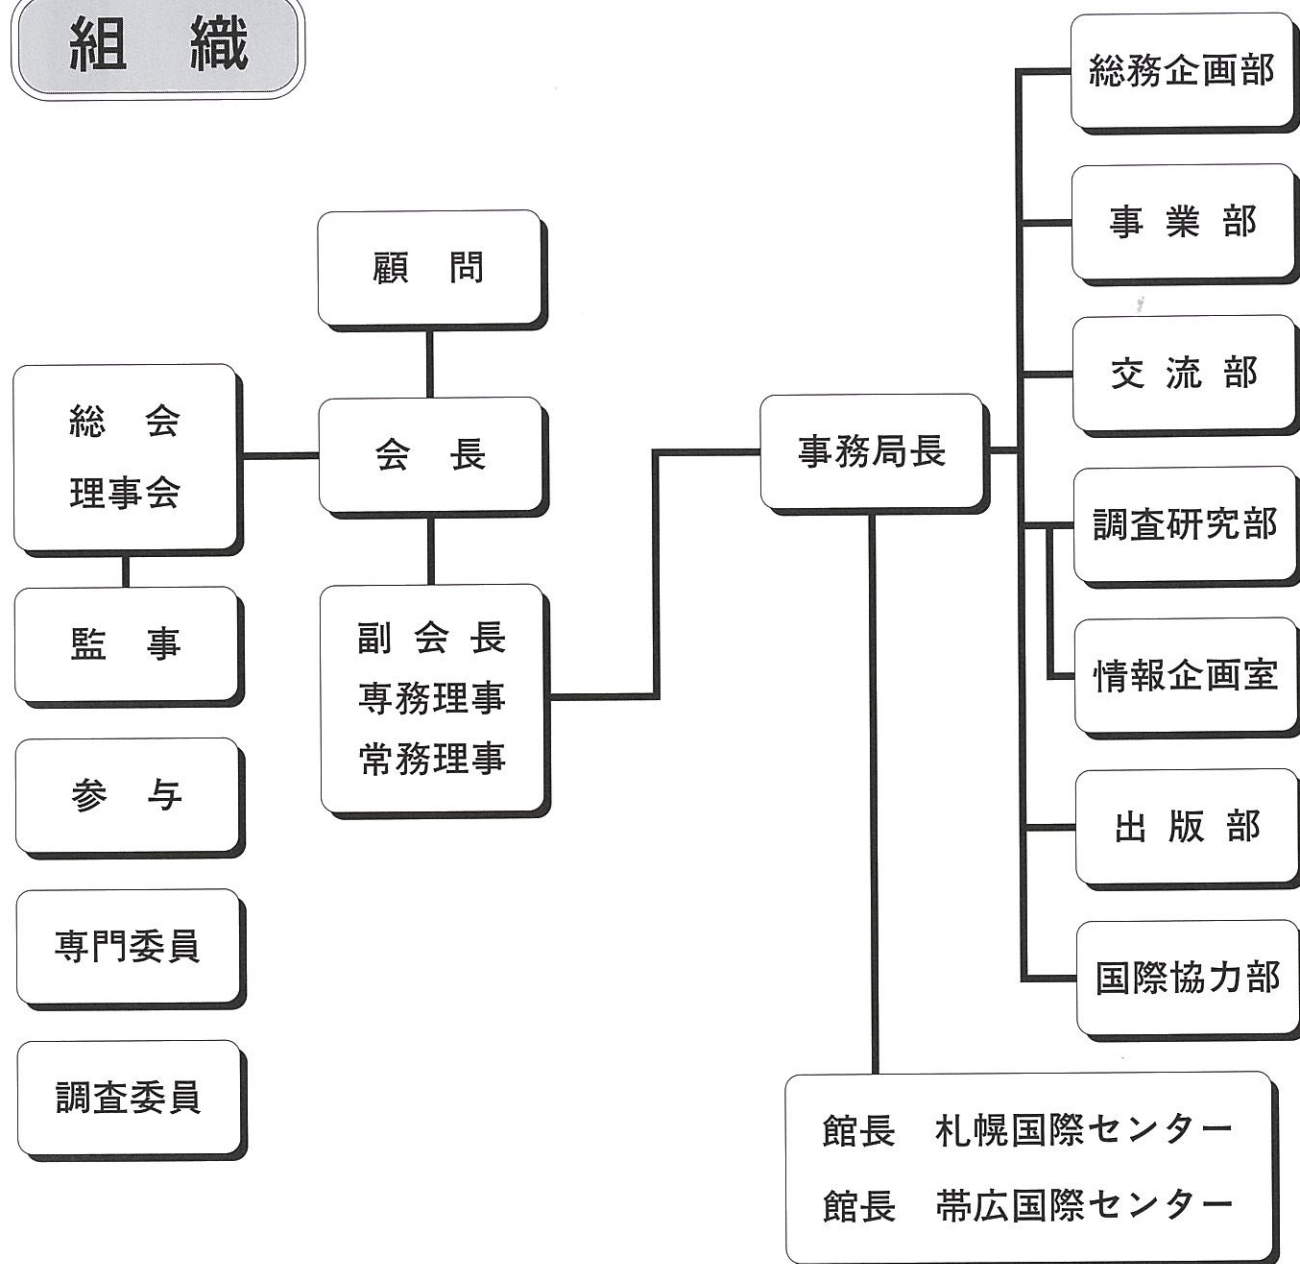 組　織
顧　問
総　会
理事会
会　長
監　事
副 会 長
専務理事
常務理事
参　与
専門委員
調査委員
事務局長
総務企画部
事 業 部
交 流 部
調査研究部
情報企画室
出 版 部
国際協力部
館長　札幌国際センター
館長　帯広国際センター